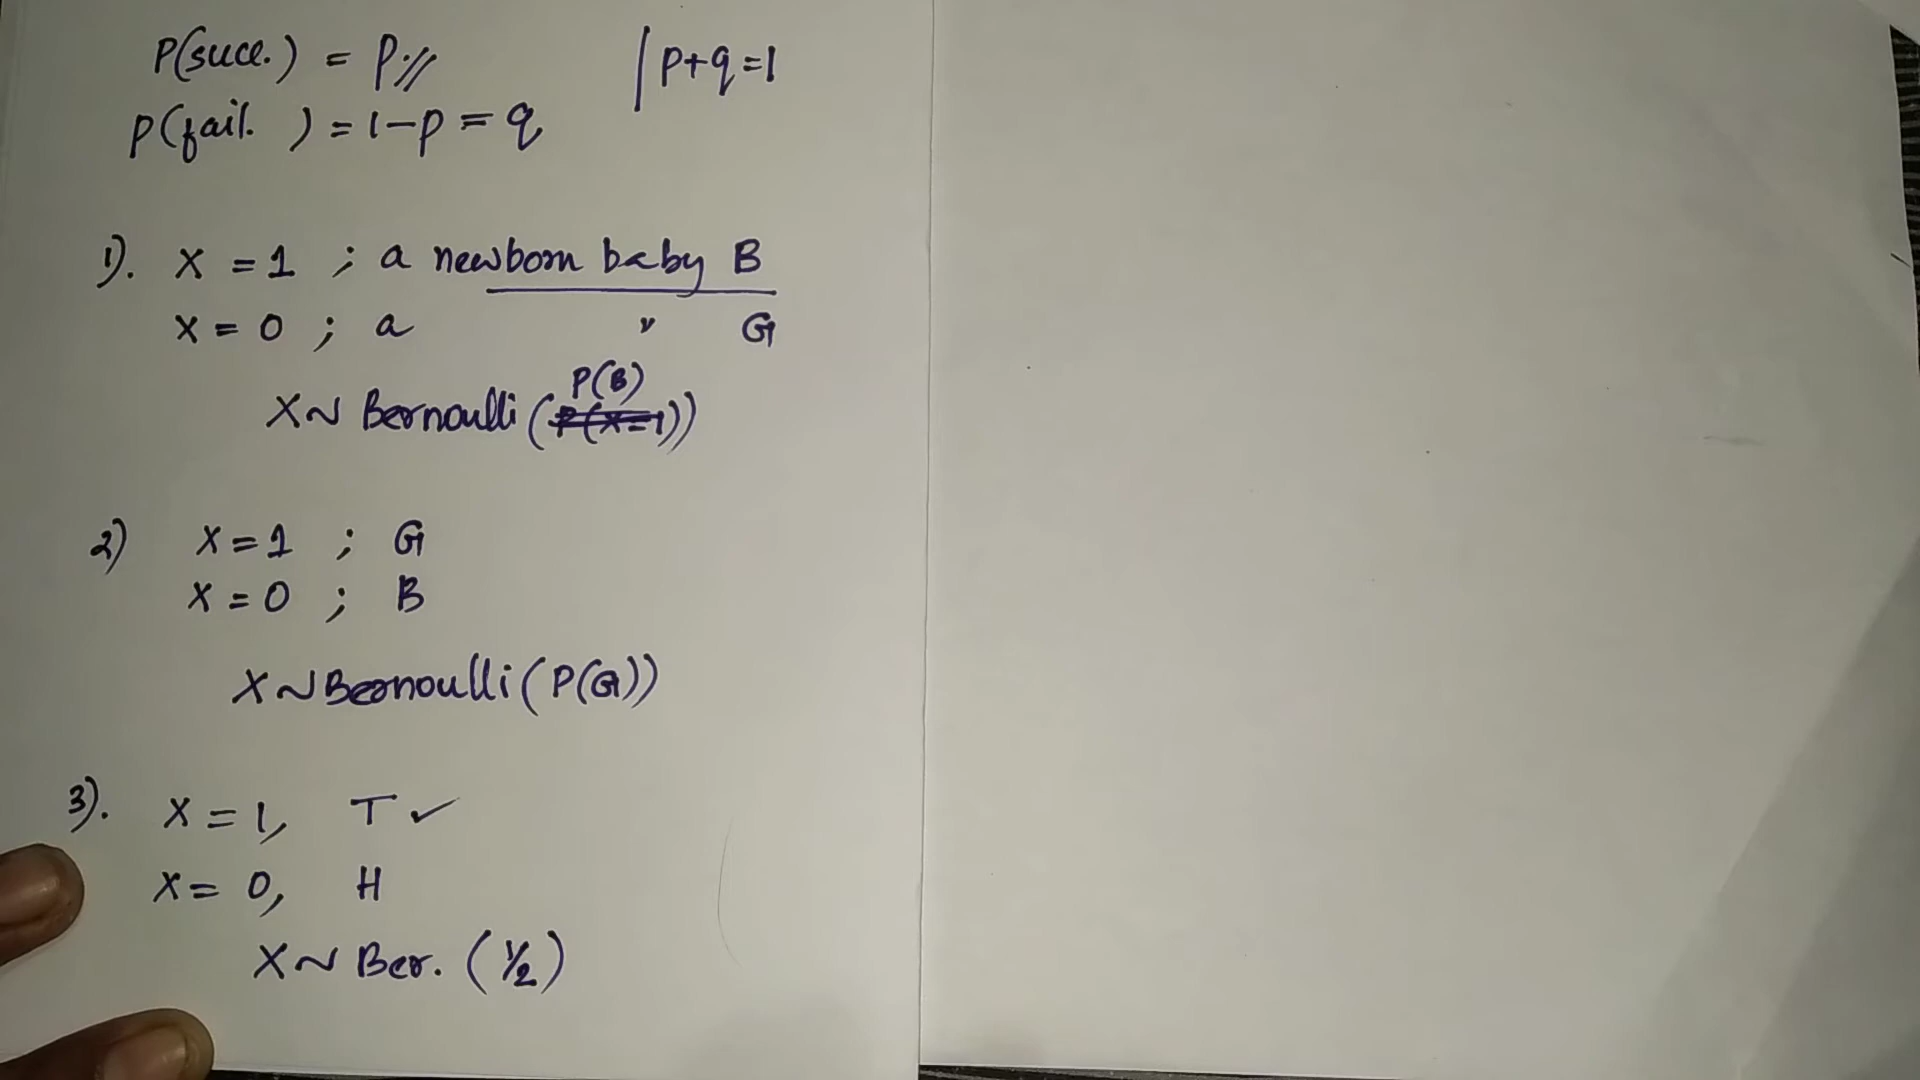 P(succ.) = p // | p+q=1
P(fail. ) = 1-p = q
1). X = 1 ; a newborn baby B
X = 0 ; a " G
X ~ Bernoulli (P(B) P(X=1))
2) X = 1 ; G
X = 0 ; B
X ~ Bernoulli (P(G))
3). X = 1, T ✓
X = 0, H
X ~ Ber. (1/2)